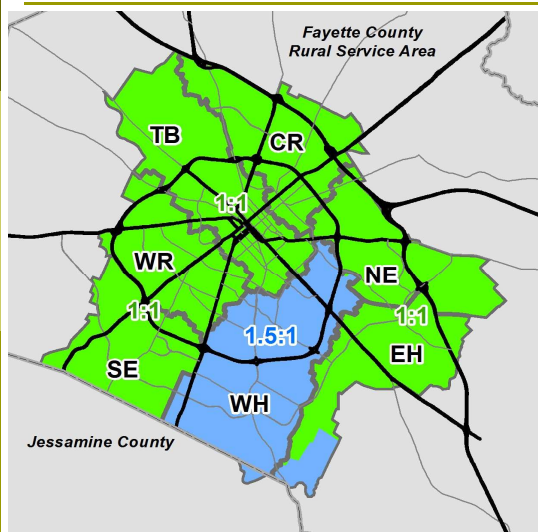 Fayette County
Rural Service Area
TB
CR
1:1
WR
NE
1:1
1:1
1.5:1
EH
SE
WH
Jessamine County